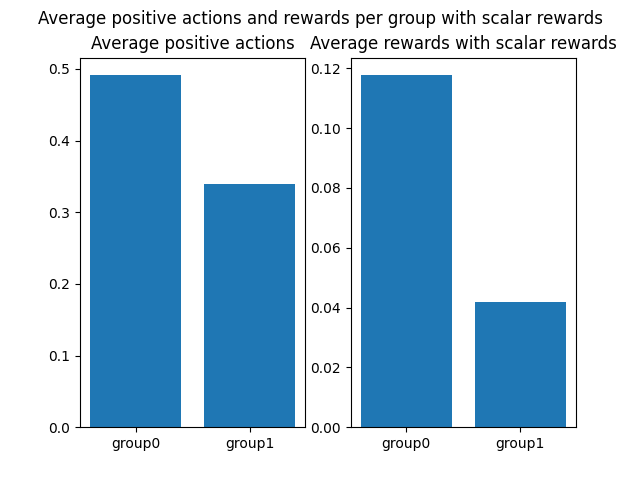 Average positive actions and rewards per group with scalar rewards
Average positive actions
0.5
0.4
0.3
0.2
0.1
0.0
group0
group1
Average rewards with scalar rewards
0.12
0.10
0.08
0.06
0.04
0.02
0.00
group0
group1